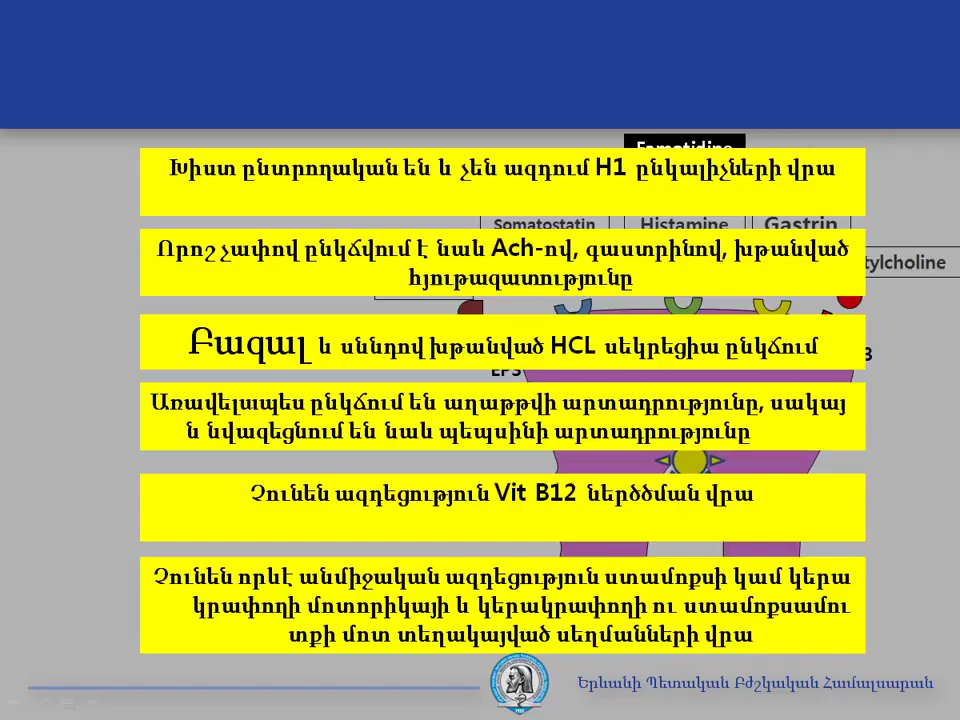 Famotidine
Խիստ ընտրողական են և չեն ազդում H1 ընկալիչների վրա
Somatostatin Histamine Gastrin
Որոշ չափով ընկճվում է նաև Ach-ով, գաստրինով, խթանված
հյութազատությունը
tylcholine
Բազալ և սննդով խթանված HCL սեկրեցիա ընկճում
Առավելապես ընկճում են աղաթթվի արտադրությունը, սակայ
ն նվազեցնում են նաև պեպսինի արտադրությունը
Չունեն ազդեցություն Vit B12 ներծծման վրա
Չունեն որևէ անմիջական ազդեցություն ստամոքսի կամ կերա
կրափողի մոտորիկայի և կերակրափողի ու ստամոքսամու
տքի մոտ տեղակայված սեղմանների վրա
Երևանի Պետական Բժշկական Համալսարան